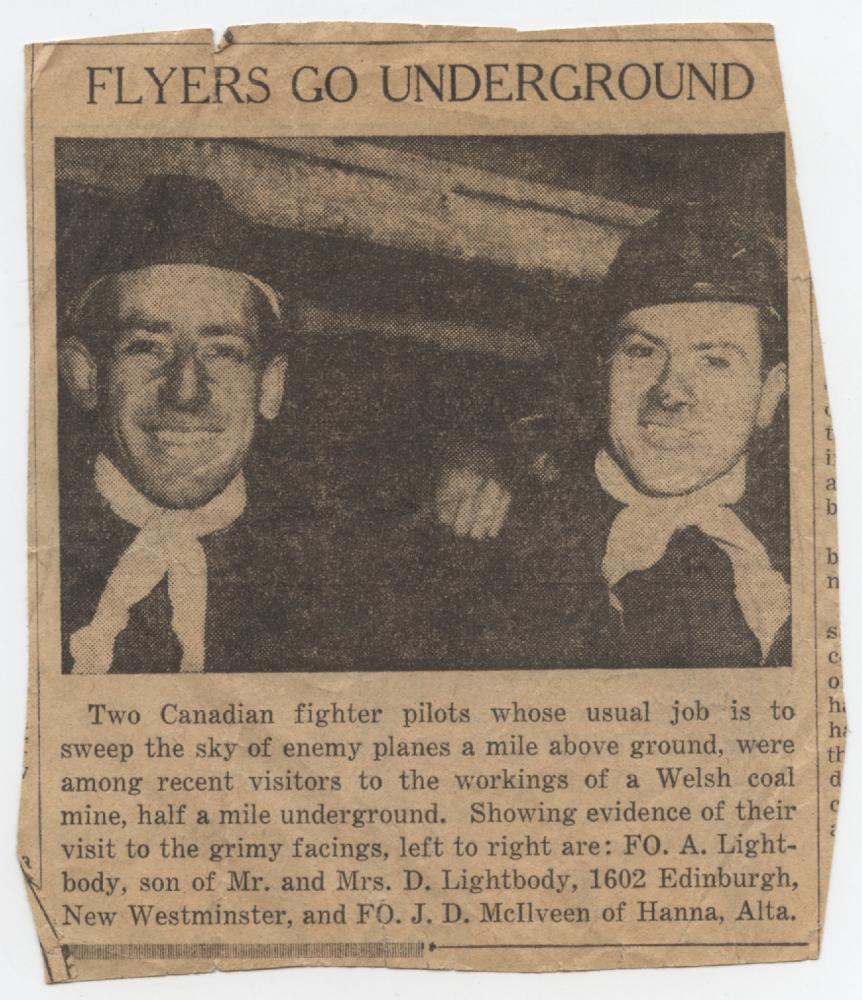 FLYERS GO UNDERGROUND
Two Canadian fighter pilots whose usual job is to
sweep the sky of enemy planes a mile above ground, were
among recent visitors to the workings of a Welsh coal
mine, half a mile underground. Showing evidence of their
visit to the grimy facings, left to right are: FO. A. Light-
body, son of Mr. and Mrs. D. Lightbody, 1602 Edinburgh,
New Westminster, and FO. J. D. McIlveen of Hanna, Alta.